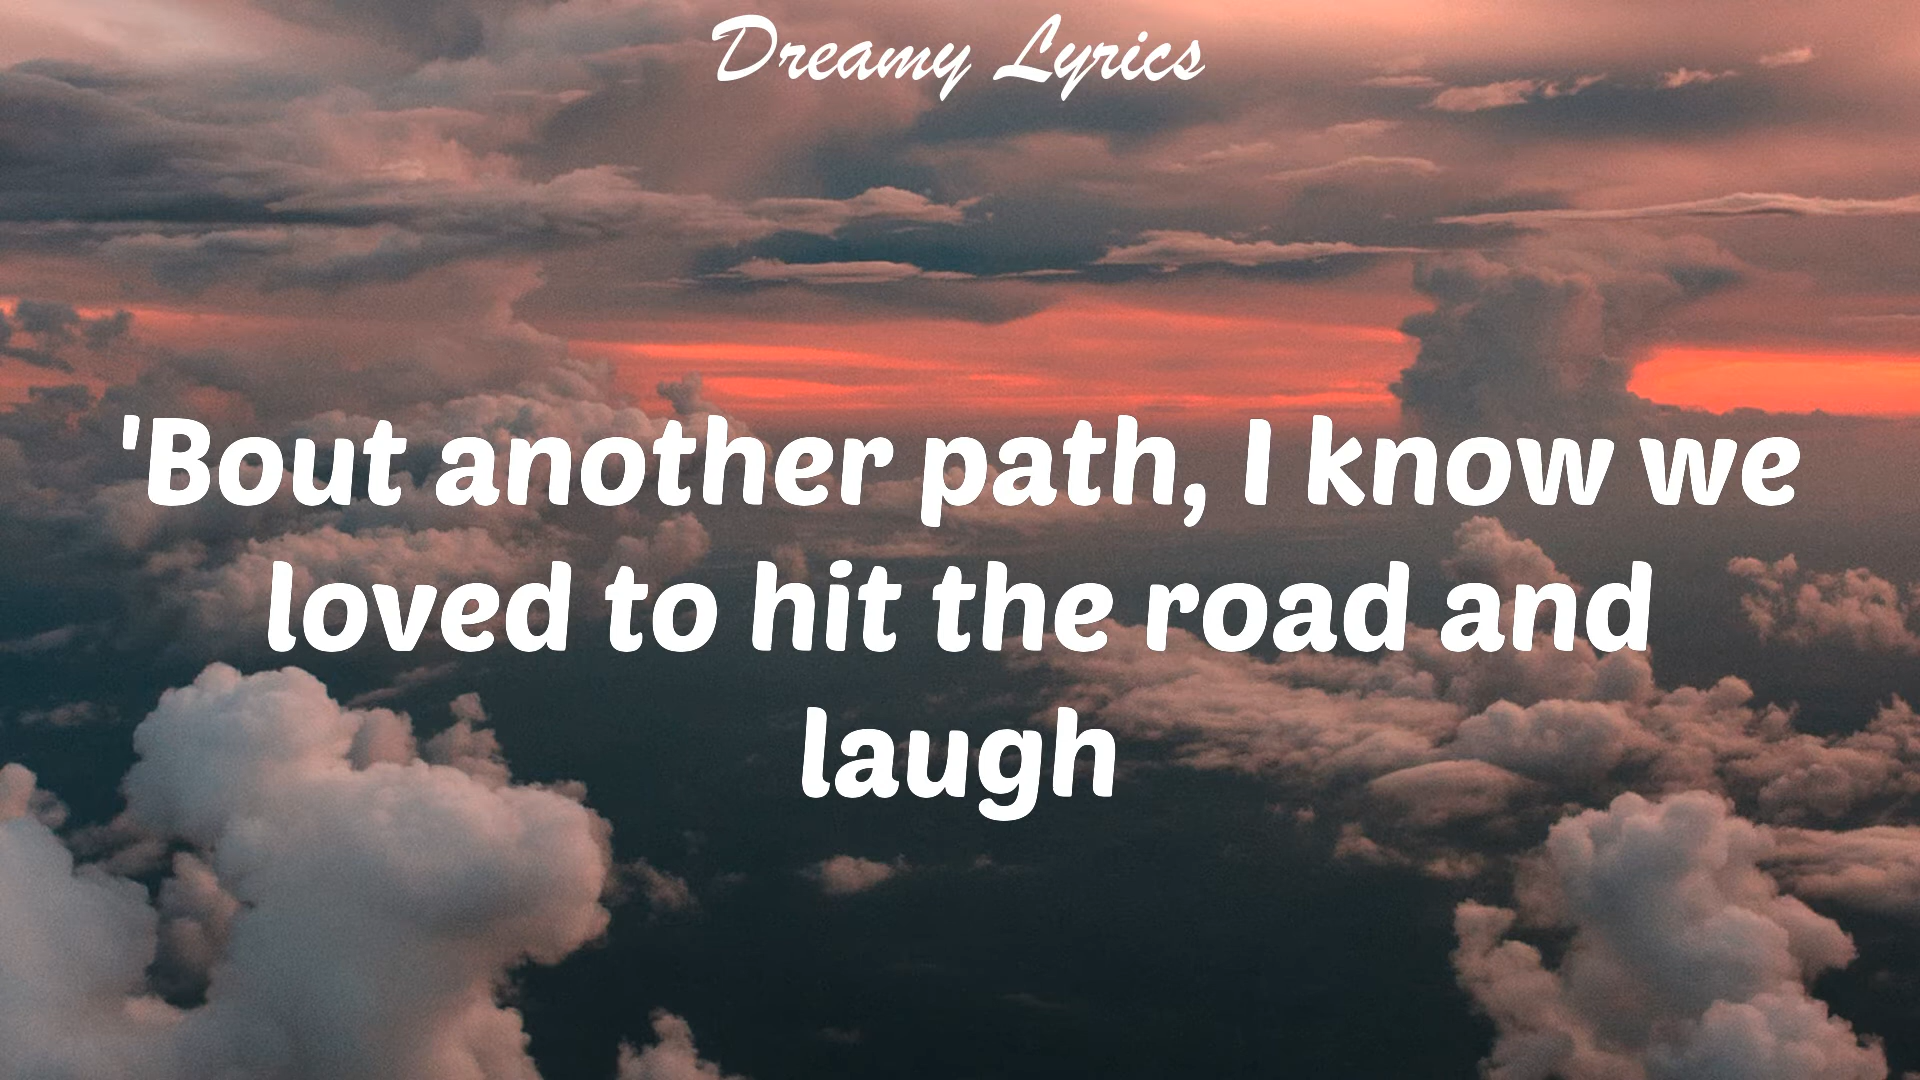 Dreamy Lyrics
'Bout another path, I know we
loved to hit the road and
laugh